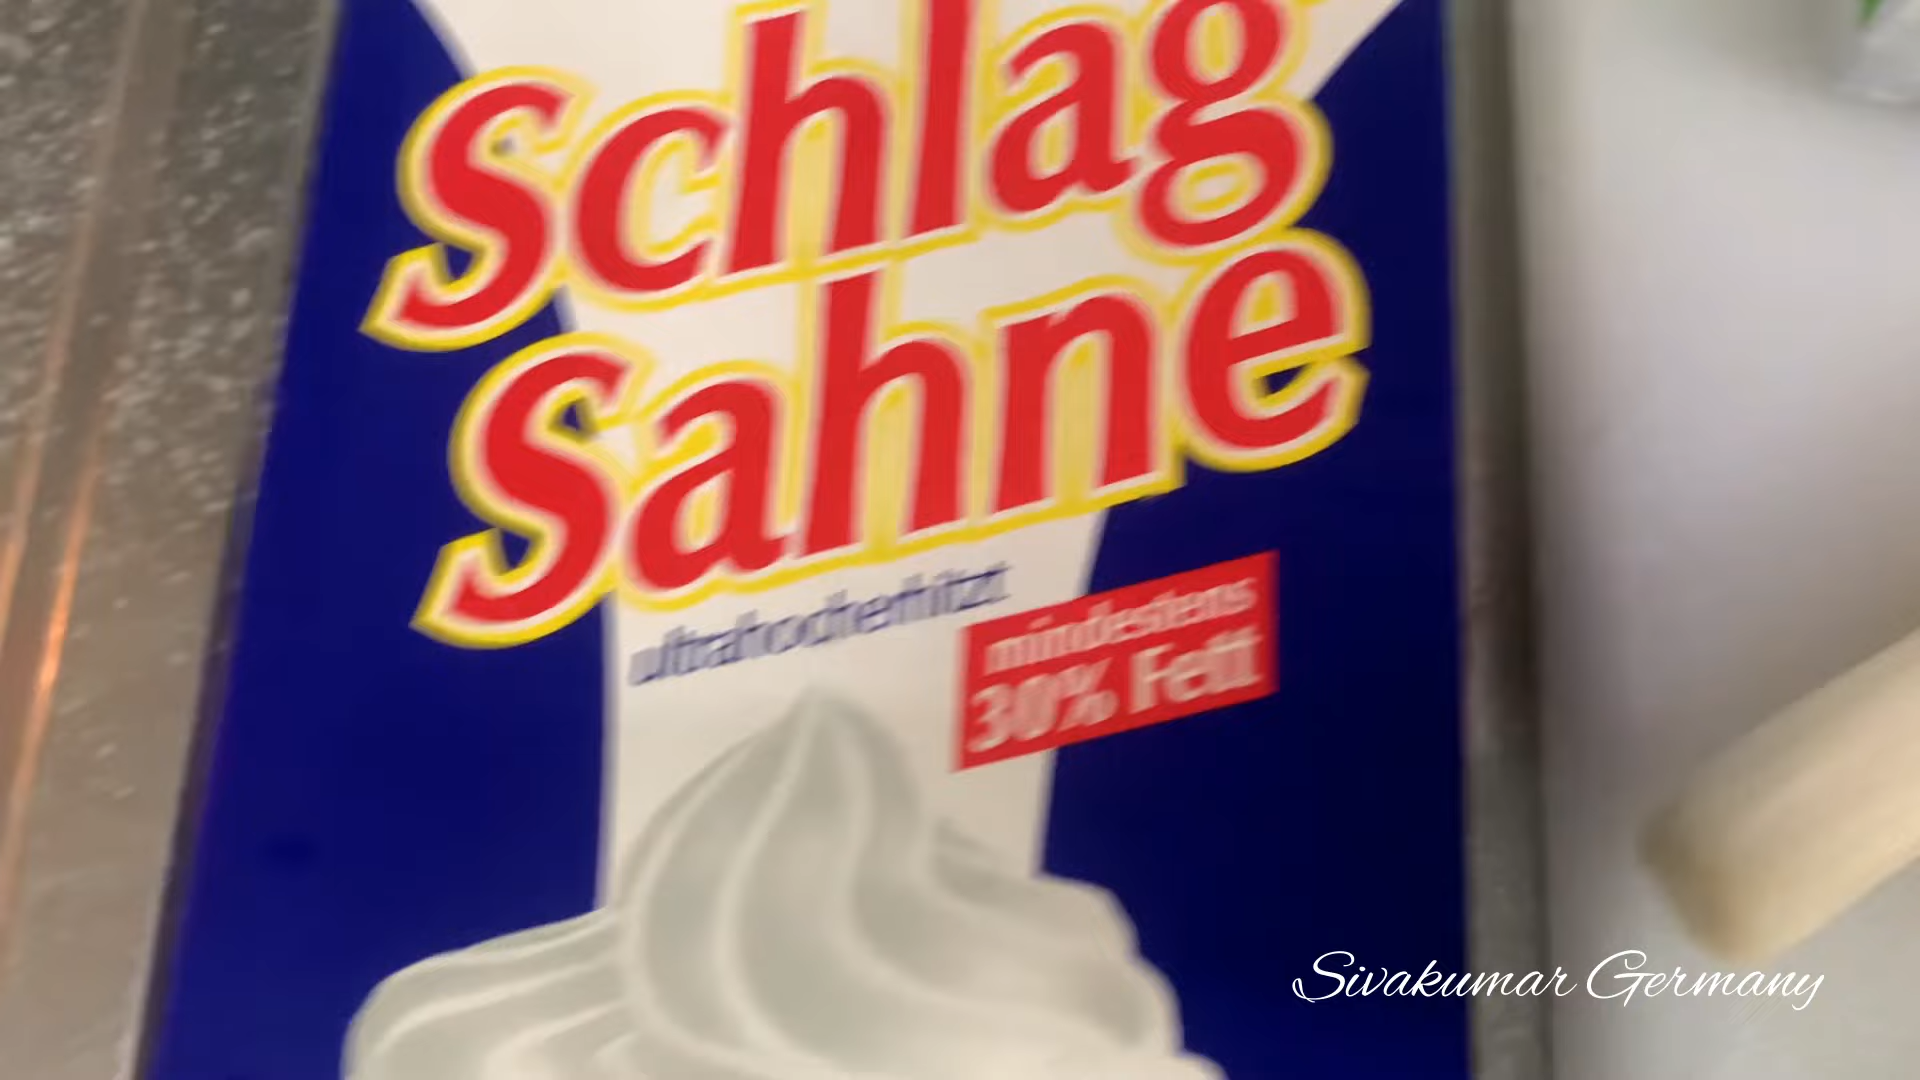 Schlag
Sahne
ultrahocherhitzt
mindestens
30% Fett
Sivakumar Germany